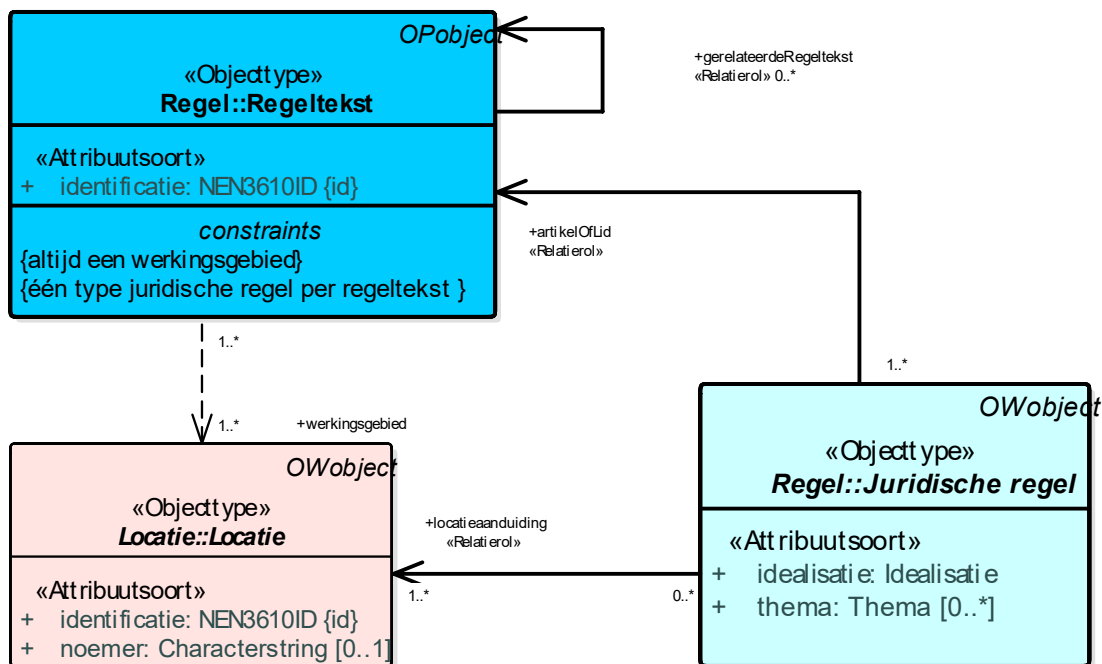 OPobject
«Objecttype»
Regel::Regeltekst
«Attribuutsoort»
+ identificatie: NEN3610ID {id}
constraints
{altijd een werkingsgebied}
{één type juridische regel per regeltekst }
+gerelateerdeRegeltekst
«Relatierol» 0..*
+artikelOfLid
«Relatierol»
1..*
1..*
1..*
+werkingsgebied
OWobject
«Objecttype»
Locatie::Locatie
«Attribuutsoort»
+ identificatie: NEN3610ID {id}
+ noemer: Characterstring [0..1]
+locatieaanduiding
«Relatierol»
1..*
0..*
OWobject
«Objecttype»
Regel::Juridische regel
«Attribuutsoort»
+ idealisatie: Idealisatie
+ thema: Thema [0..*]